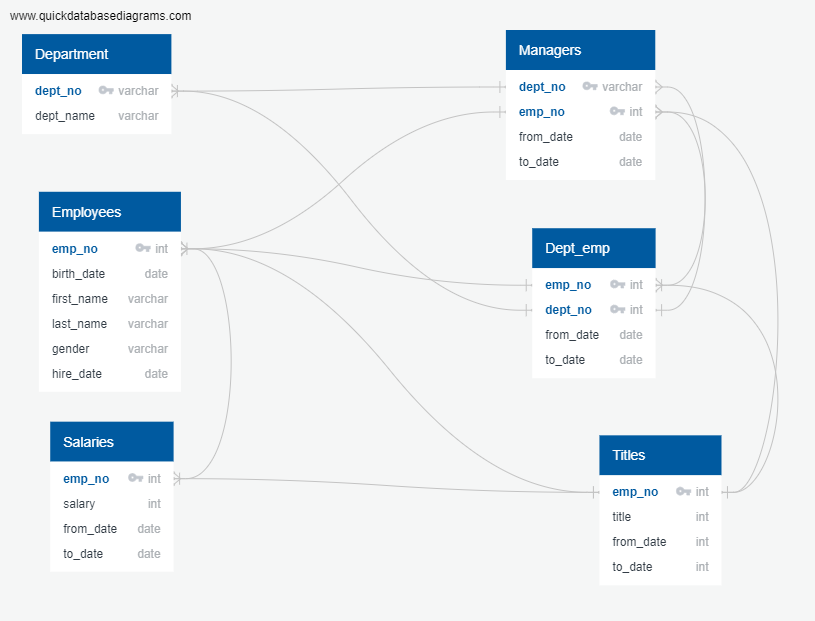 www.quickdatabasediagrams.com
Department
dept_no varchar
dept_name varchar
Managers
dept_no varchar
emp_no int
from_date date
to_date date
Employees
emp_no int
birth_date date
first_name varchar
last_name varchar
gender varchar
hire_date date
Dept_emp
emp_no int
dept_no int
from_date date
to_date date
Salaries
emp_no int
salary int
from_date date
to_date date
Titles
emp_no int
title int
from_date int
to_date int